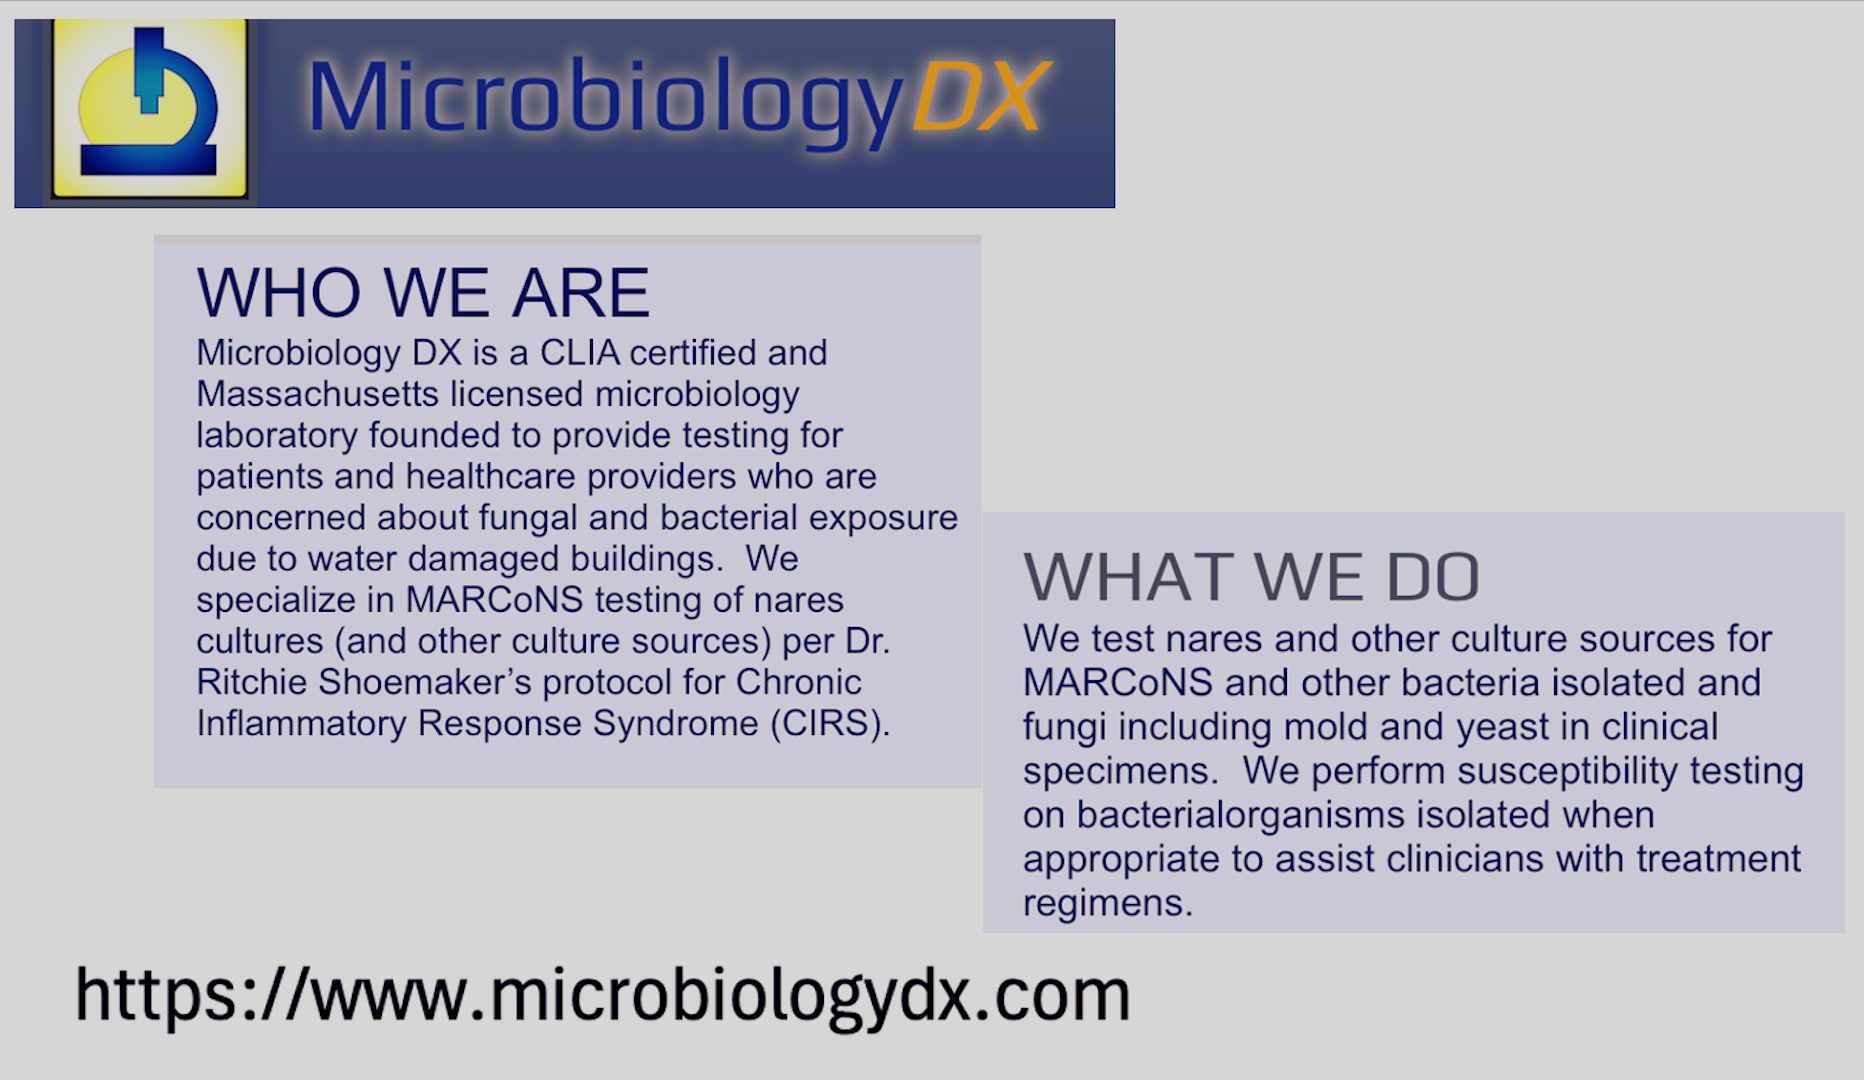 MicrobiologyDX
WHO WE ARE
Microbiology DX is a CLIA certified and
Massachusetts licensed microbiology
laboratory founded to provide testing for
patients and healthcare providers who are
concerned about fungal and bacterial exposure
due to water damaged buildings.  We
specialize in MARCoNS testing of nares
cultures (and other culture sources) per Dr.
Ritchie Shoemaker’s protocol for Chronic
Inflammatory Response Syndrome (CIRS).
WHAT WE DO
We test nares and other culture sources for
MARCoNS and other bacteria isolated and
fungi including mold and yeast in clinical
specimens.  We perform susceptibility testing
on bacterialorganisms isolated when
appropriate to assist clinicians with treatment
regimens.
https://www.microbiologydx.com